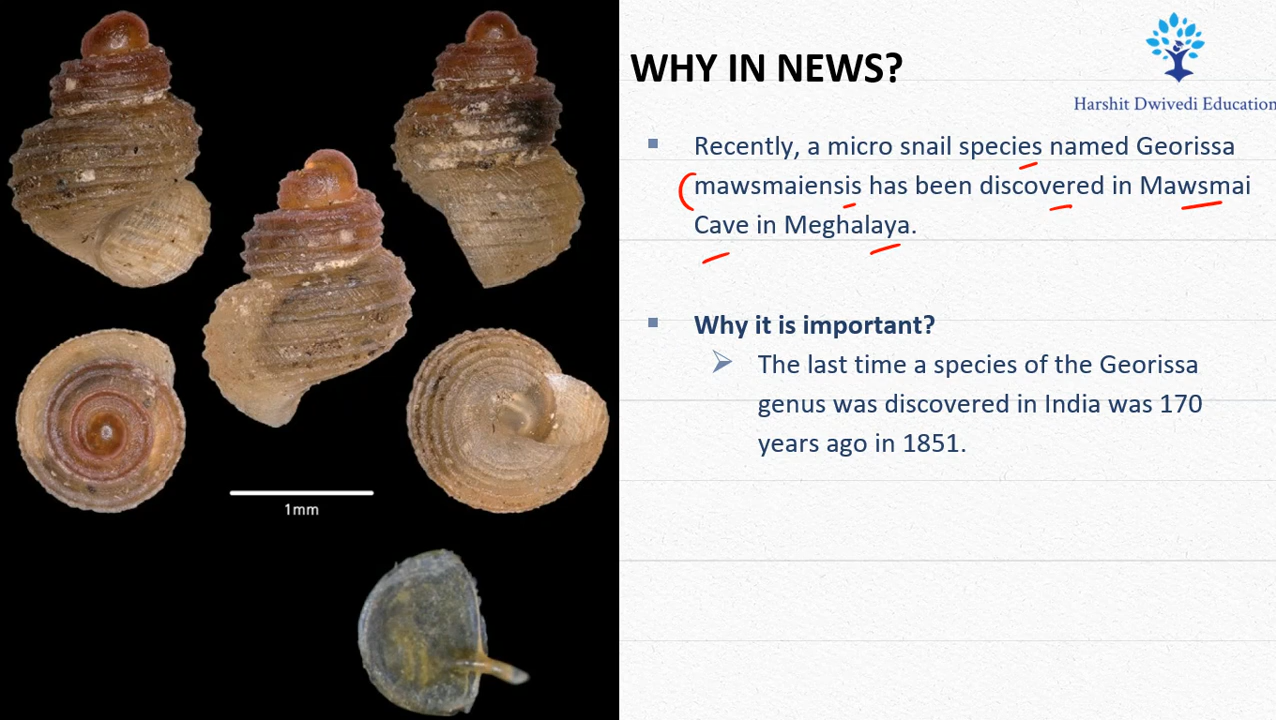 WHY IN NEWS?
Harshit Dwivedi Education
Recently, a micro snail species named Georissa
mawsmaiensis has been discovered in Mawsmai
Cave in Meghalaya.
Why it is important?
The last time a species of the Georissa
genus was discovered in India was 170
years ago in 1851.
1mm